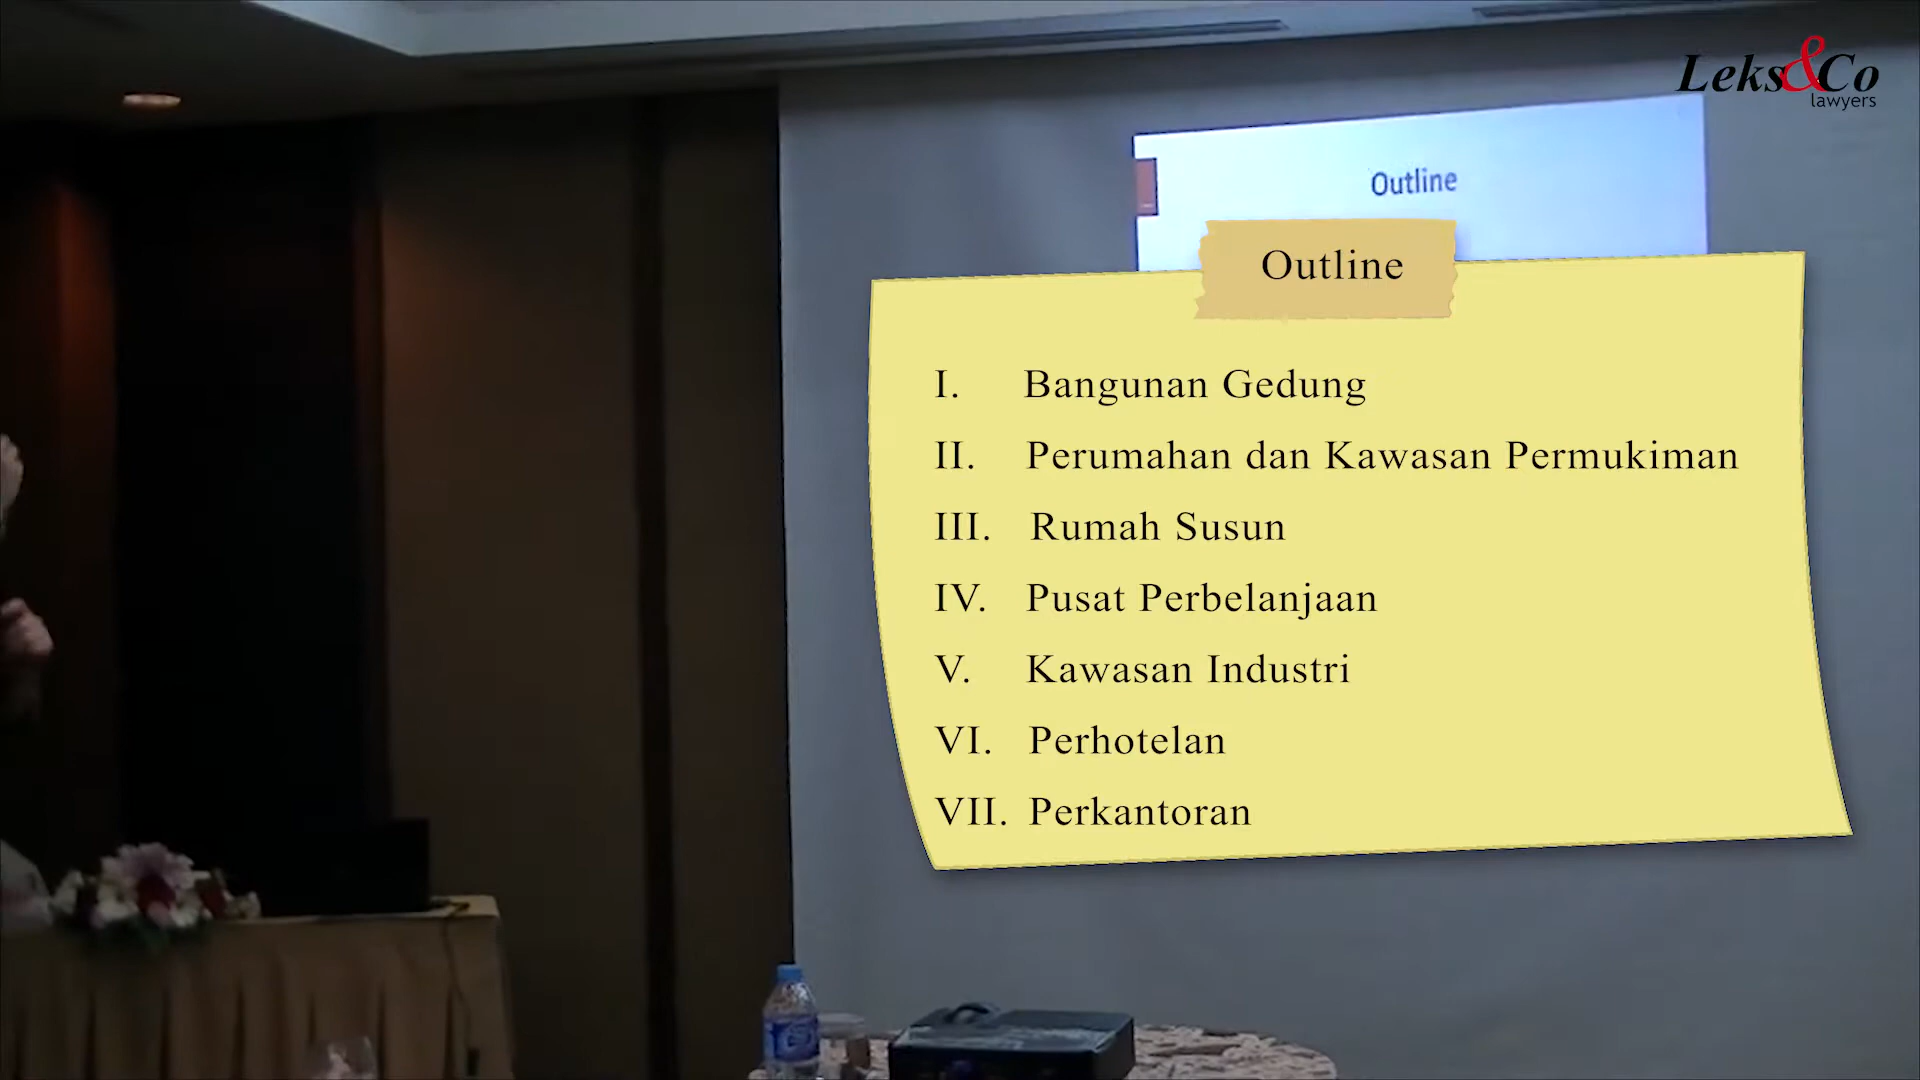 Leks&Co
lawyers
Outline
Outline
I. Bangunan Gedung
II. Perumahan dan Kawasan Permukiman
III. Rumah Susun
IV. Pusat Perbelanjaan
V. Kawasan Industri
VI. Perhotelan
VII. Perkantoran